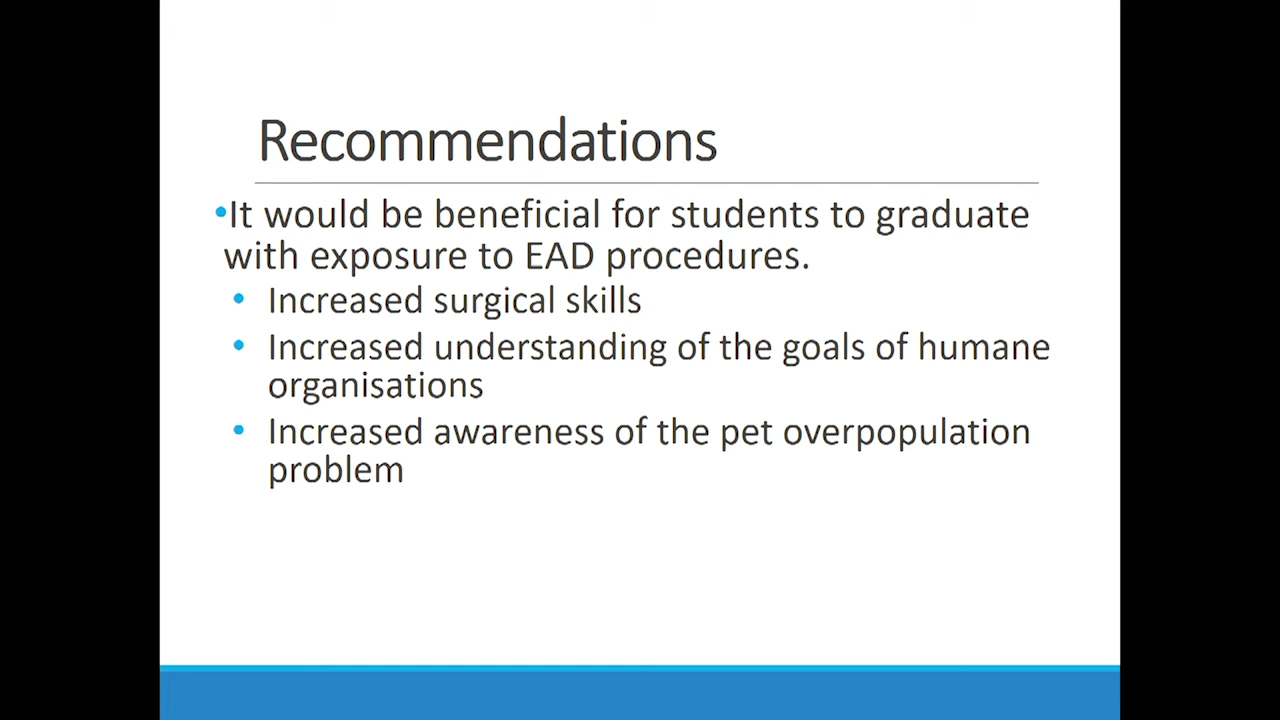 Recommendations
•It would be beneficial for students to graduate
with exposure to EAD procedures.
• Increased surgical skills
• Increased understanding of the goals of humane
organisations
• Increased awareness of the pet overpopulation
problem